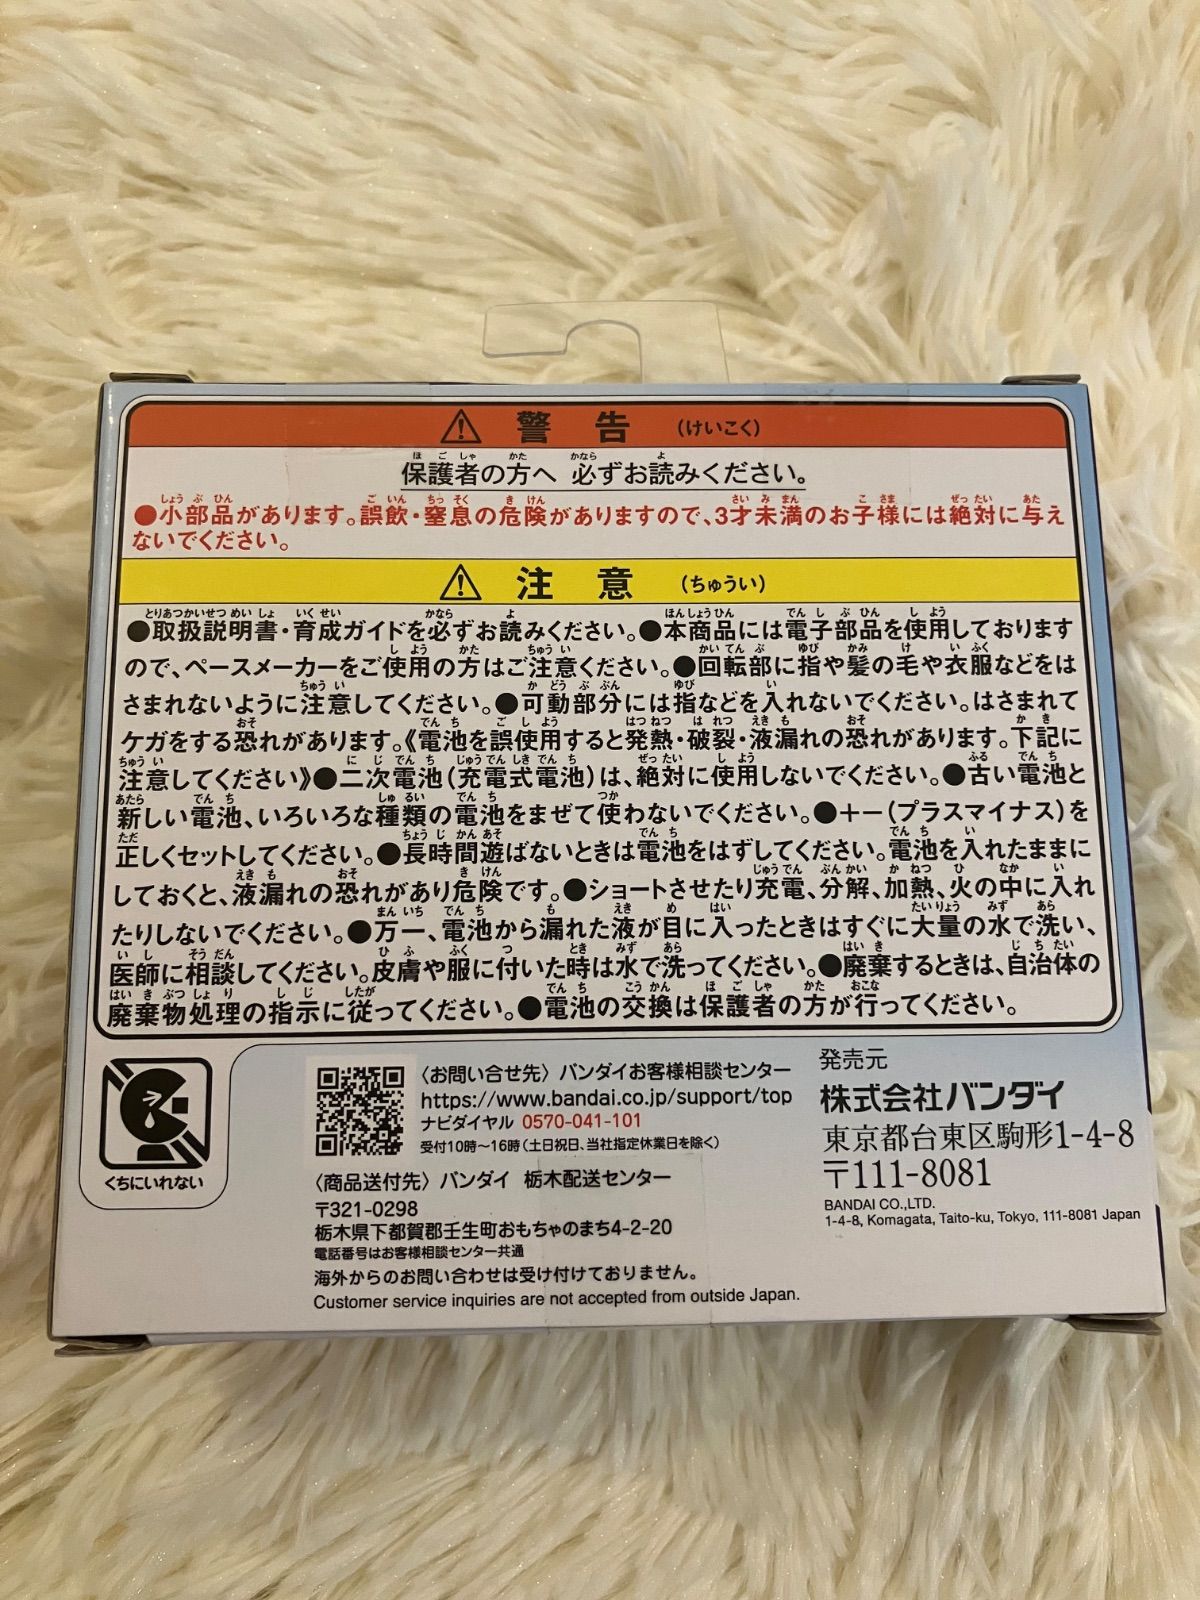 警告 (けいこく)
保護者の方へ 必ずお読みください。
●小部品があります。誤飲・窒息の危険がありますので、3才未満のお子様には絶対に与え
ないでください。
注意 (ちゅうい)
●取扱説明書・育成ガイドを必ずお読みください。●本商品には電子部品を使用しております
ので、ペースメーカーをご使用の方はご注意ください。●回転部に指や髪の毛や衣服などをは
さまれないように注意してください。●可動部分には指などを入れないでください。はさまれて
ケガをする恐れがあります。《電池を誤使用すると発熱・破裂・液漏れの恐れがあります。下記に
注意してください》●二次電池(充電式電池)は、絶対に使用しないでください。●古い電池と
新しい電池、いろいろな種類の電池をまぜて使わないでください。●+−(プラスマイナス)を
正しくセットしてください。●長時間遊ばないときは電池をはずしてください。電池を入れたままに
しておくと、液漏れの恐れがあり危険です。●ショートさせたり充電、分解、加熱、火の中に入れ
たりしないでください。●万一、電池から漏れた液が目に入ったときはすぐに大量の水で洗い、
医師に相談してください。皮膚や服に付いた時は水で洗ってください。●廃棄するときは、自治体の
廃棄物処理の指示に従ってください。●電池の交換は保護者の方が行ってください。
くちにいれない
〈お問い合せ先〉バンダイお客様相談センター
https://www.bandai.co.jp/support/top
ナビダイヤル 0570-041-101
受付10時〜16時(土日祝日、当社指定休業日を除く)
〈商品送付先〉バンダイ 栃木配送センター
〒321-0298
栃木県下都賀郡壬生町おもちゃのまち4-2-20
電話番号はお客様相談センター共通
海外からのお問い合わせは受け付けておりません。
Customer service inquiries are not accepted from outside Japan.
発売元
株式会社バンダイ
東京都台東区駒形1-4-8
〒111-8081
BANDAI CO.,LTD.
1-4-8, Komagata, Taito-ku, Tokyo, 111-8081 Japan